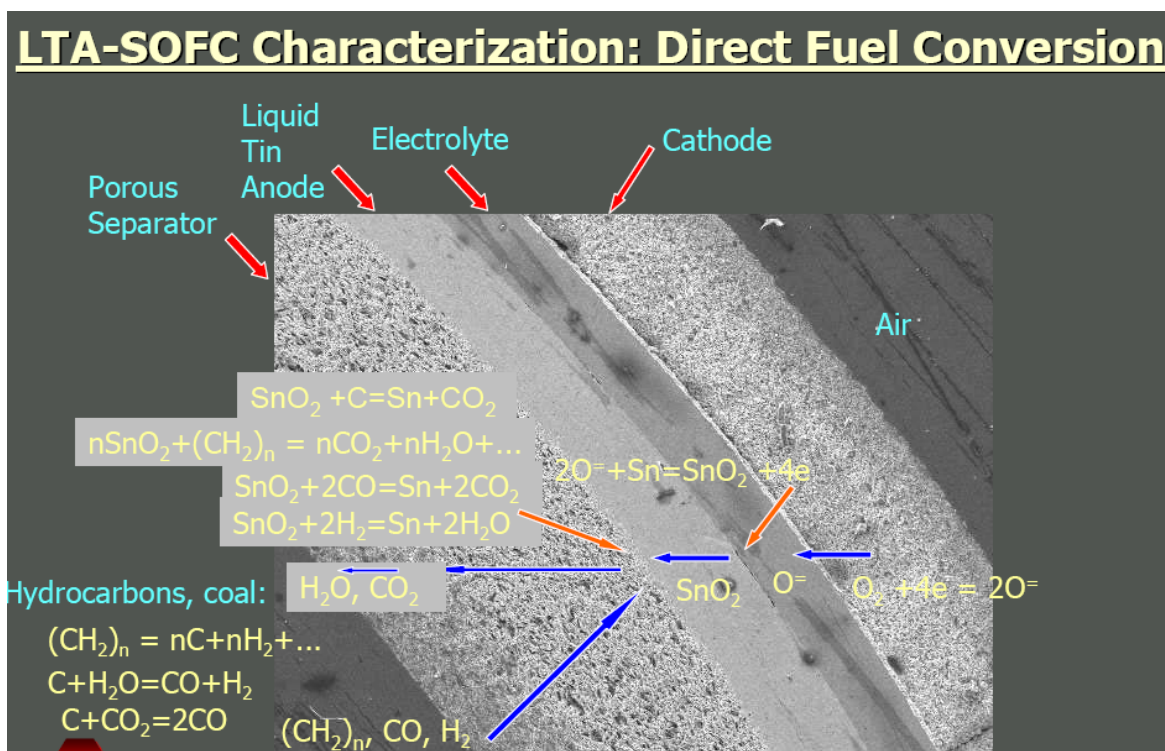 LTA-SOFC Characterization: Direct Fuel Conversion
Liquid
Tin
Anode
Electrolyte
Cathode
Porous
Separator
Air
SnO₂ +C=Sn+CO₂
nSnO₂+(CH₂)ₙ = nCO₂+nH₂O+...
SnO₂+2CO=Sn+2CO₂
SnO₂+2H₂=Sn+2H₂O
2O⁼+Sn=SnO₂ +4e
SnO₂
O⁼
O₂ +4e = 2O⁼
Hydrocarbons, coal:
H₂O, CO₂
(CH₂)ₙ = nC+nH₂+...
C+H₂O=CO+H₂
C+CO₂=2CO
(CH₂)ₙ, CO, H₂